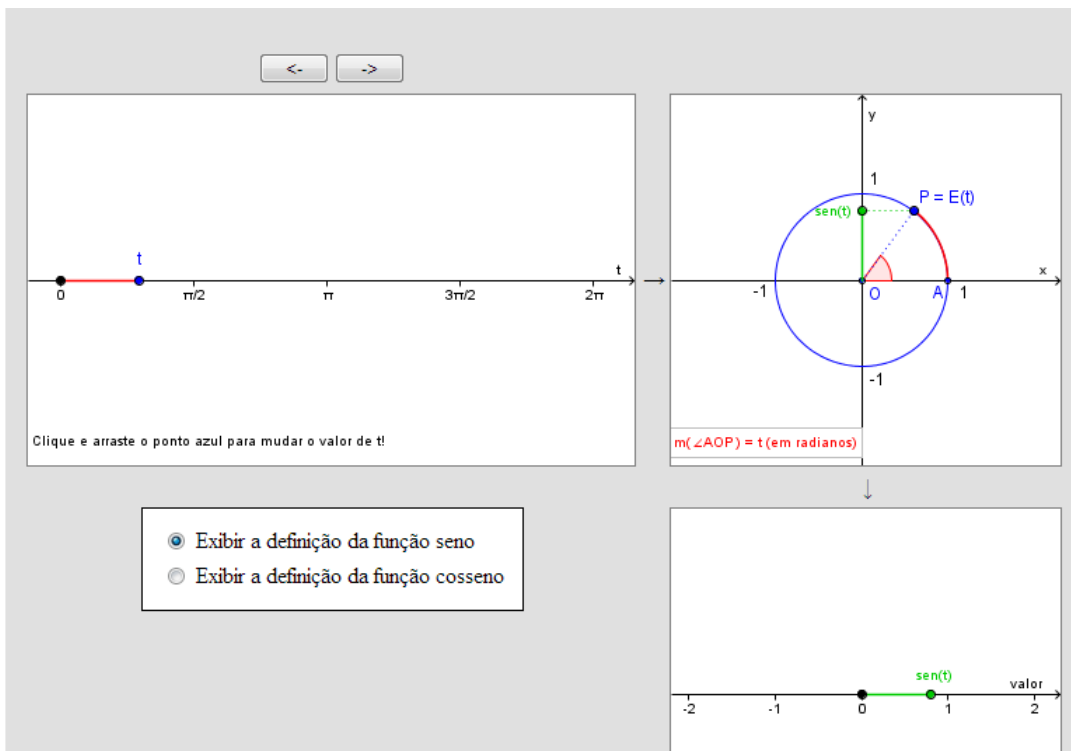 <- ->
t
t
0 π/2 π 3π/2 2π
Clique e arraste o ponto azul para mudar o valor de t!
→
y
1
P = E(t)
sen(t)
x
-1 O A 1
-1
m(∠AOP) = t (em radianos)
↓
Exibir a definição da função seno
Exibir a definição da função cosseno
sen(t)
valor
-2 -1 0 1 2